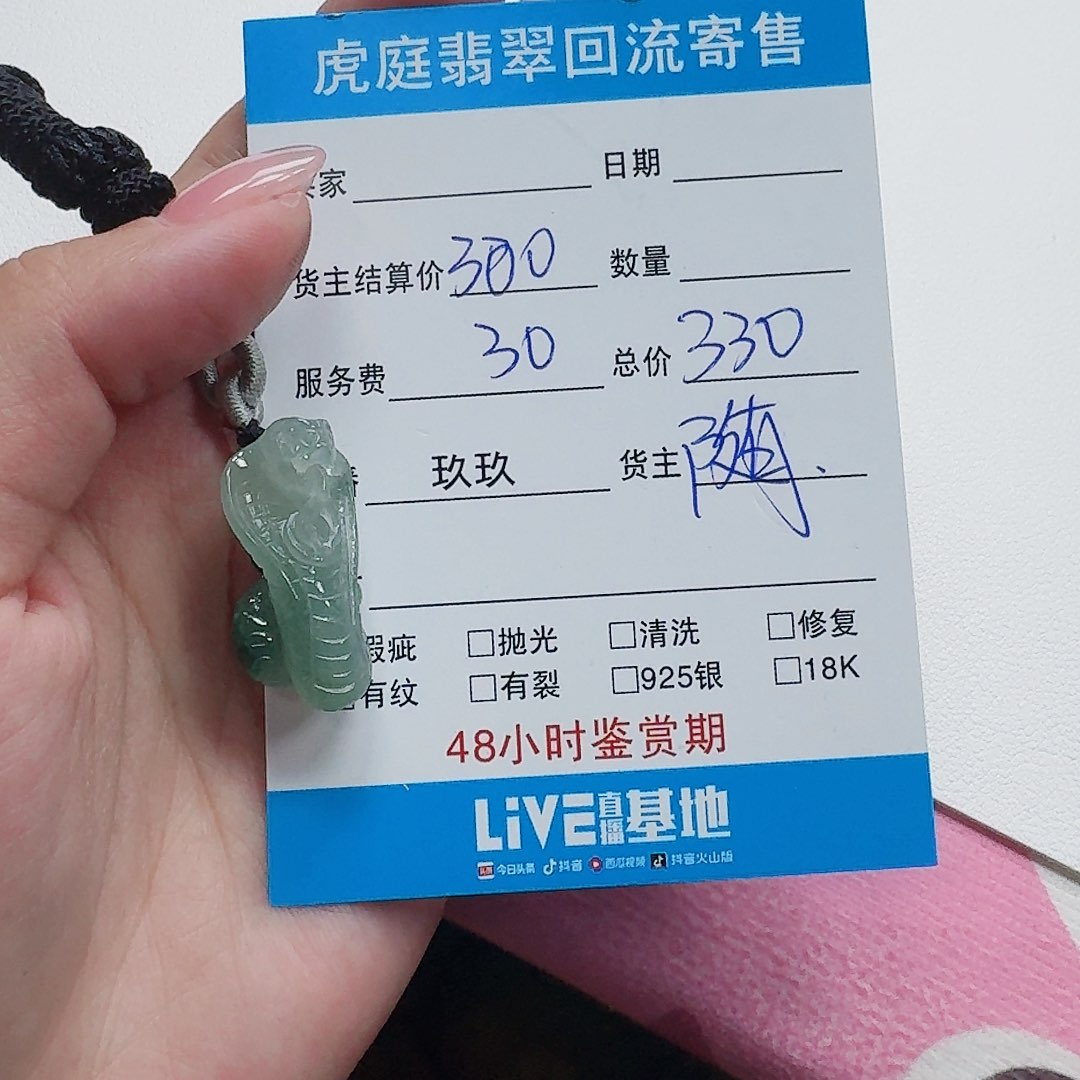 虎庭翡翠回流寄售
家 日期
货主结算价 300 数量
服务费 30 总价 330
玖玖 货主 随
瑕疵 □抛光 □清洗 □修复
有纹 □有裂 □925银 □18K
48小时鉴赏期
LiVE直播基地
头条 今日头条 抖音 西瓜视频 抖音火山版